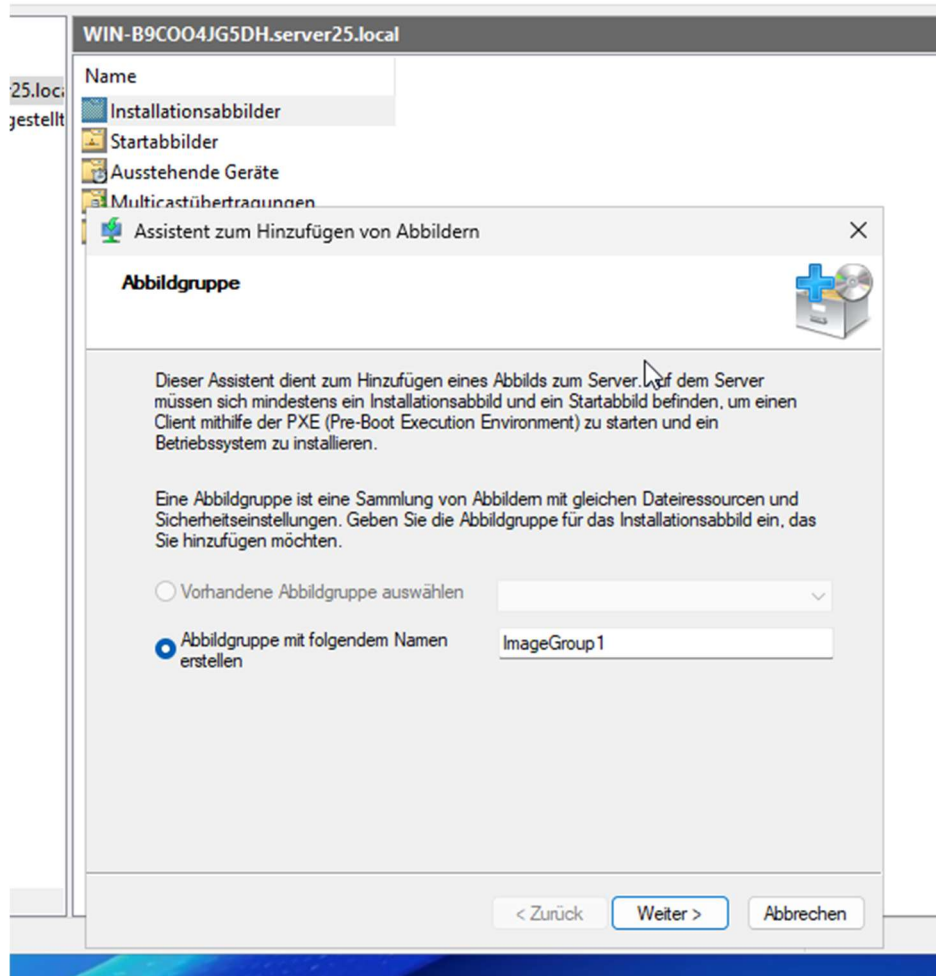 WIN-B9COO4JG5DH.server25.local
Name
25.loca
gestellt
Installationsabbilder
Startabbilder
Ausstehende Geräte
Multicastübertragungen
Assistent zum Hinzufügen von Abbildern
Abbildgruppe
Dieser Assistent dient zum Hinzufügen eines Abbilds zum Server. Auf dem Server
müssen sich mindestens ein Installationsabbild und ein Startabbild befinden, um einen
Client mithilfe der PXE (Pre-Boot Execution Environment) zu starten und ein
Betriebssystem zu installieren.
Eine Abbildgruppe ist eine Sammlung von Abbildern mit gleichen Dateiressourcen und
Sicherheitseinstellungen. Geben Sie die Abbildgruppe für das Installationsabbild ein, das
Sie hinzufügen möchten.
Vorhandene Abbildgruppe auswählen
Abbildgruppe mit folgendem Namen
erstellen
ImageGroup1
< Zurück
Weiter >
Abbrechen